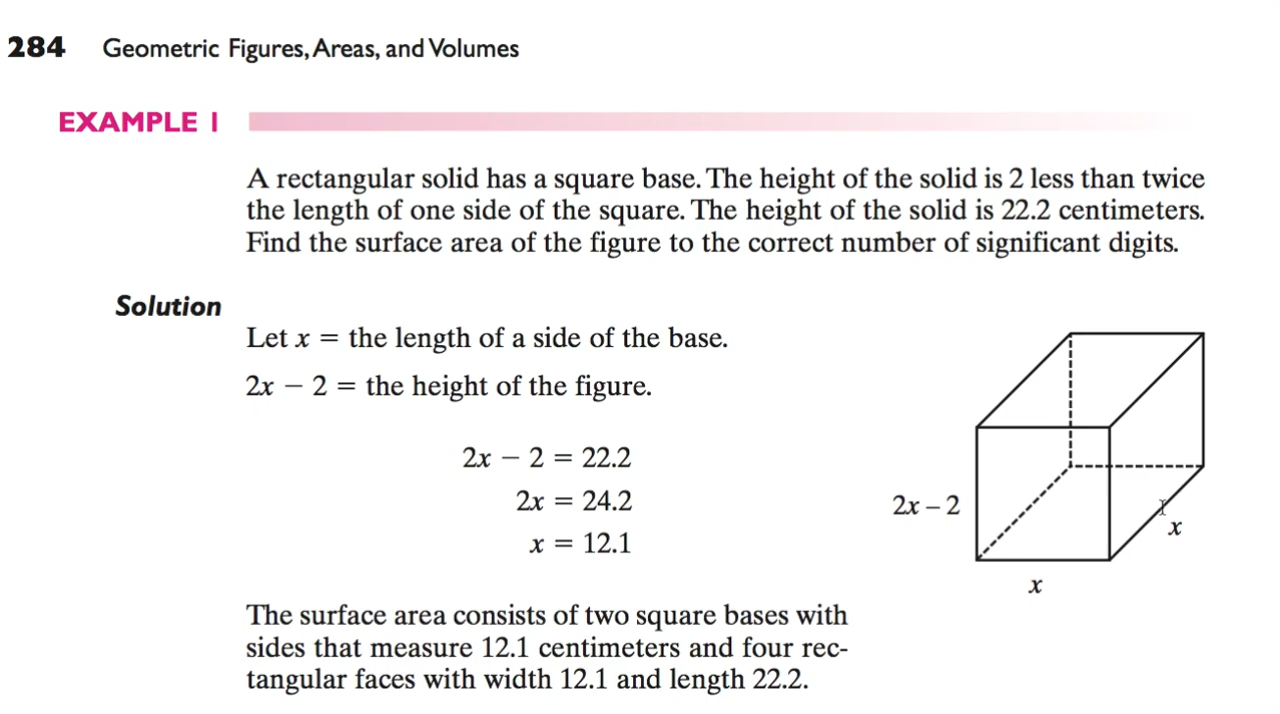 284 Geometric Figures, Areas, and Volumes
EXAMPLE 1
A rectangular solid has a square base. The height of the solid is 2 less than twice
the length of one side of the square. The height of the solid is 22.2 centimeters.
Find the surface area of the figure to the correct number of significant digits.
Solution
Let x = the length of a side of the base.
2x − 2 = the height of the figure.
2x − 2 = 22.2
2x = 24.2
x = 12.1
2x – 2
x
x
The surface area consists of two square bases with
sides that measure 12.1 centimeters and four rec-
tangular faces with width 12.1 and length 22.2.